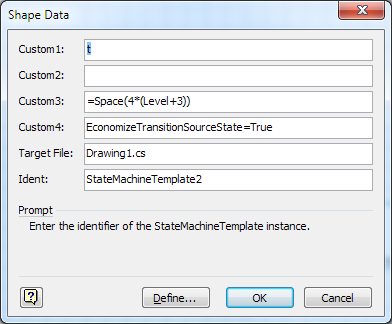 Shape Data
Custom1: t
Custom2:
Custom3: =Space(4*(Level+3))
Custom4: EconomizeTransitionSourceState=True
Target File: Drawing1.cs
Ident: StateMachineTemplate2
Prompt
Enter the identifier of the StateMachineTemplate instance.
? Define... OK Cancel